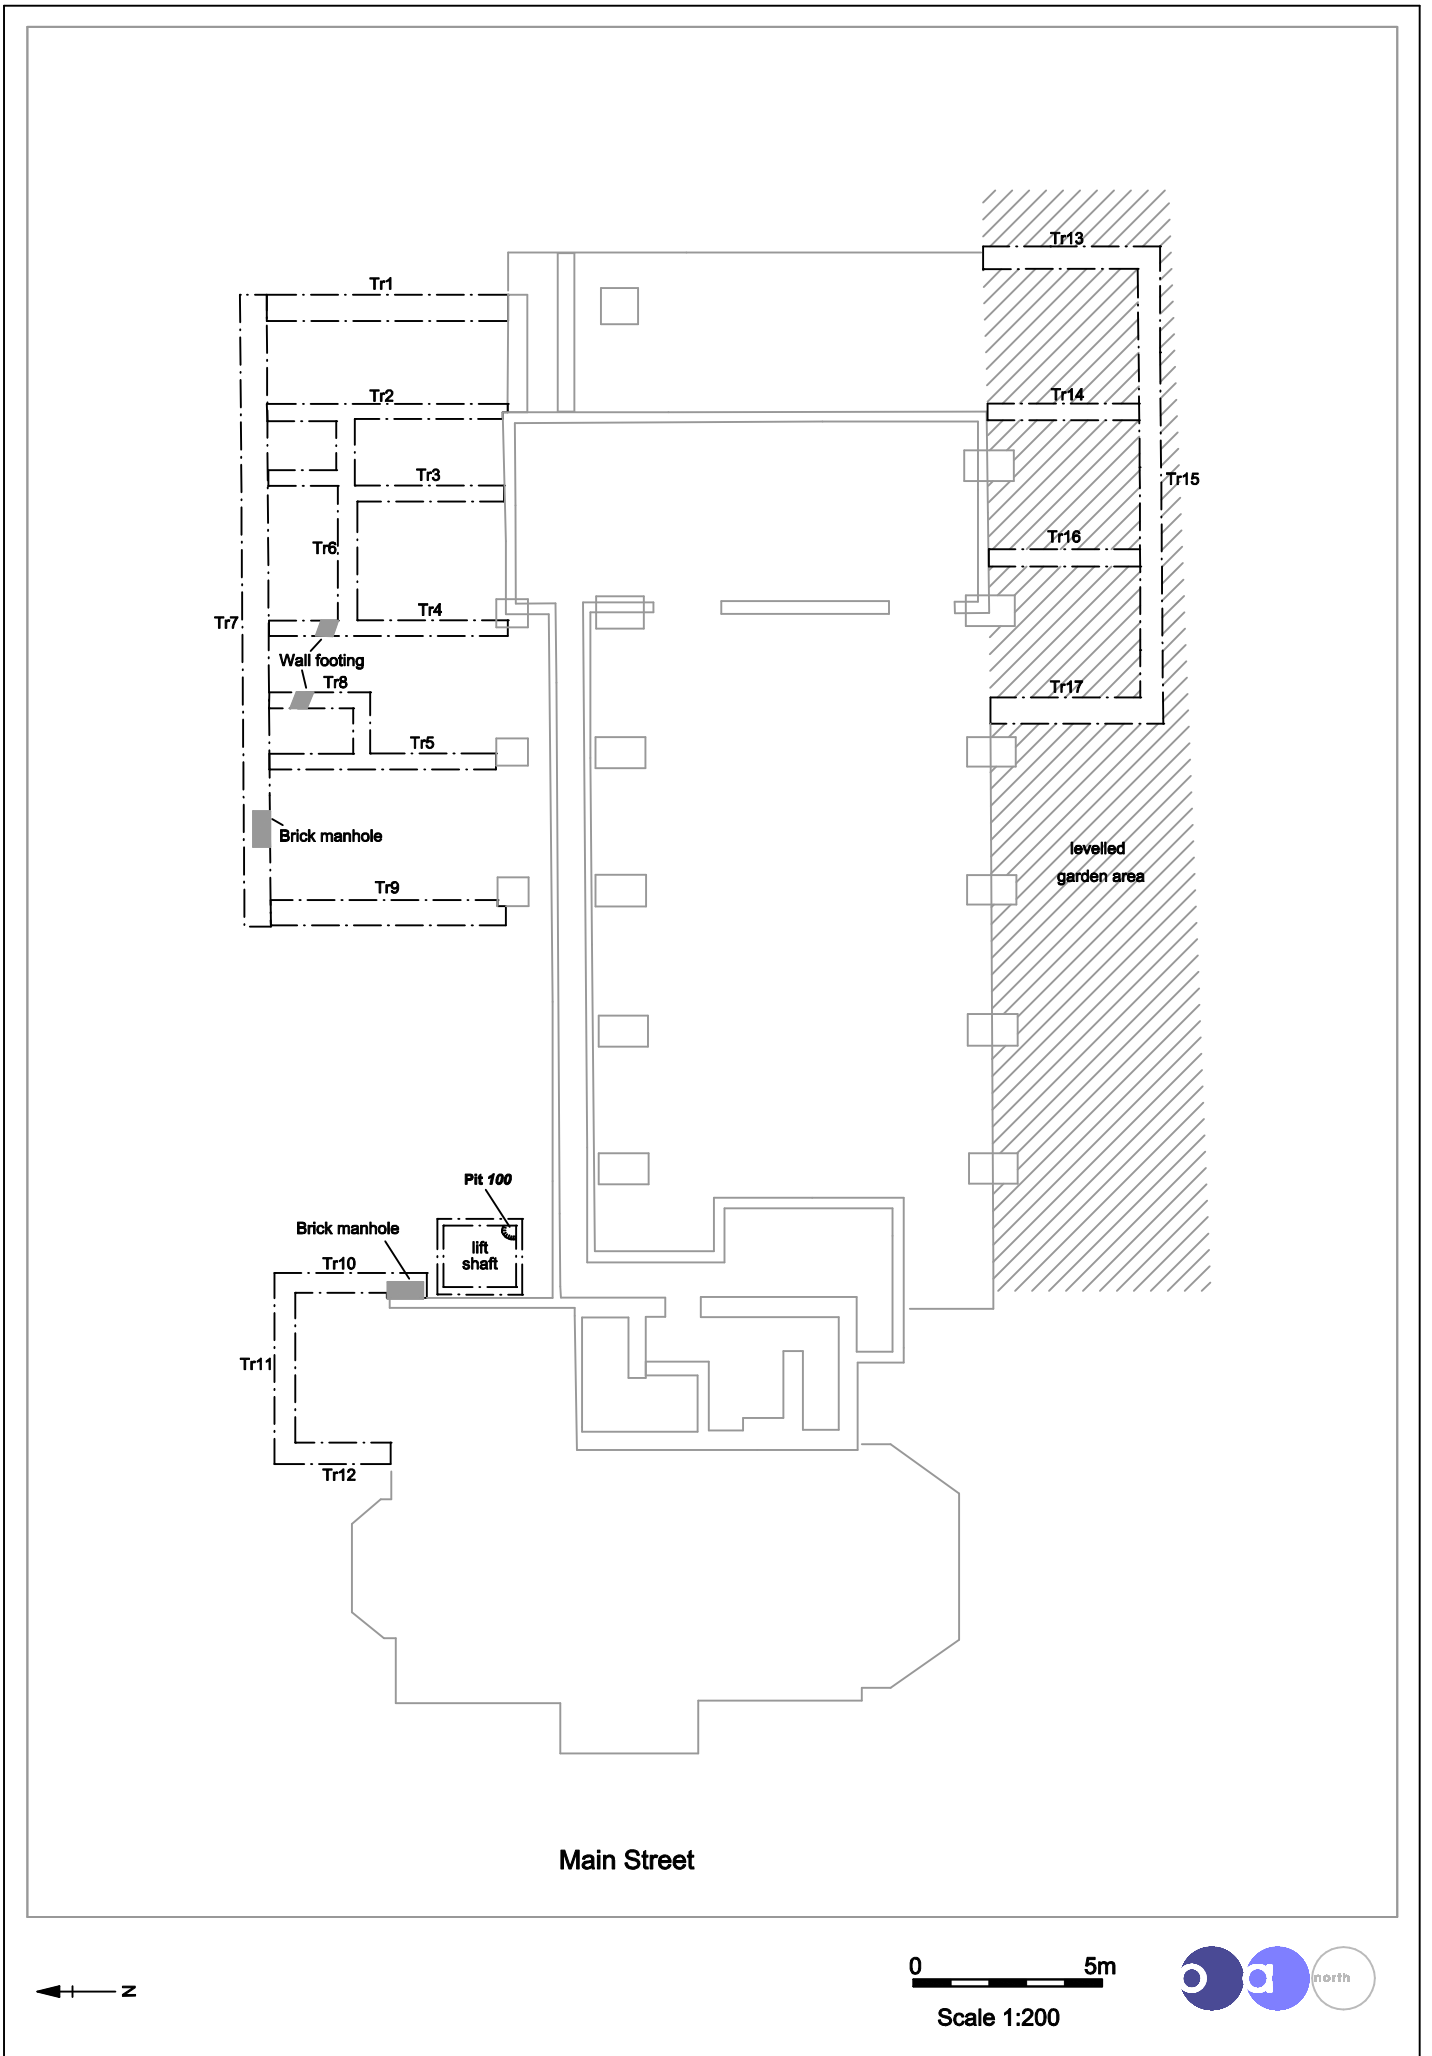 Tr13
Tr1
Tr2
Tr14
Tr3
Tr15
Tr16
Tr6
Tr4
Tr7
Wall footing
Tr8
Tr17
Tr5
Brick manhole
levelled
garden area
Tr9
Pit 100
Brick manhole
lift
shaft
Tr10
Tr11
Tr12
Main Street
N
0 5m
Scale 1:200
o a north